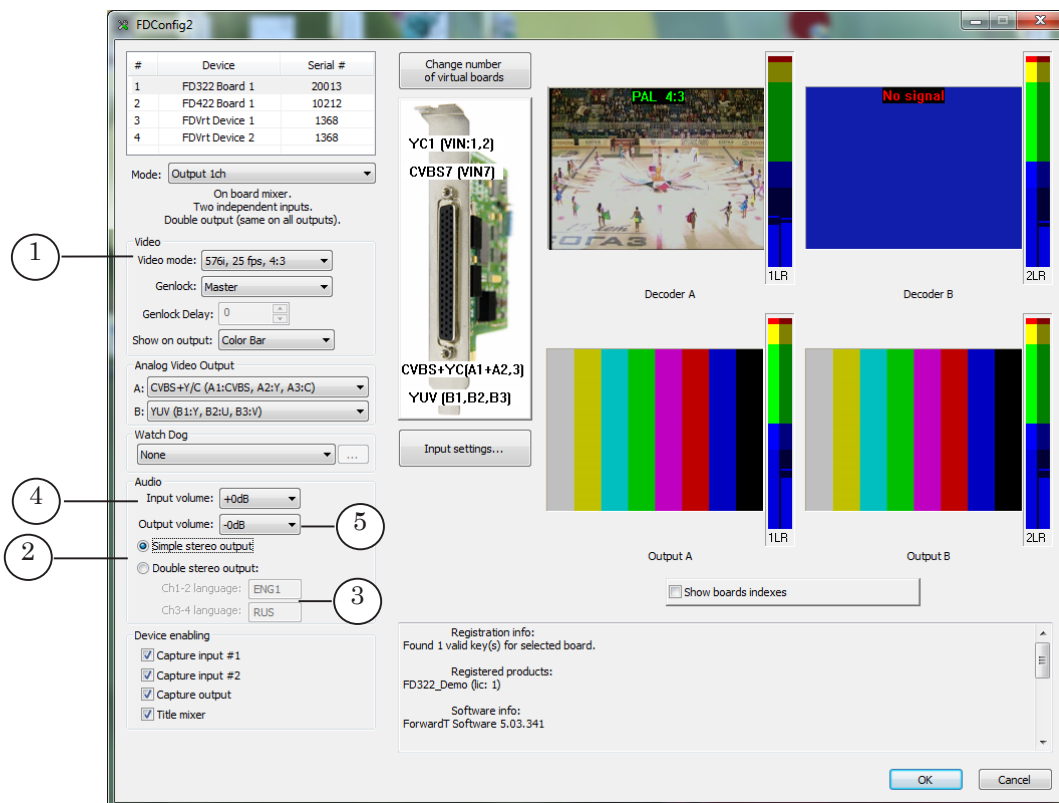 FDConfig2
# Device Serial #
1 FD322 Board 1 20013
2 FD422 Board 1 10212
3 FDVrt Device 1 1368
4 FDVrt Device 2 1368
Mode: Output 1ch
On board mixer.
Two independent inputs.
Double output (same on all outputs).
1
Video
Video mode: 576i, 25 fps, 4:3
Genlock: Master
Genlock Delay: 0
Show on output: Color Bar
Analog Video Output
A: CVBS+Y/C (A1:CVBS, A2:Y, A3:C)
B: YUV (B1:Y, B2:U, B3:V)
Watch Dog
None ...
Audio
4
Input volume: +0dB
Output volume: -0dB
5
2
Simple stereo output
Double stereo output:
Ch1-2 language: ENG1
3
Ch3-4 language: RUS
Device enabling
Capture input #1
Capture input #2
Capture output
Title mixer
Change number
of virtual boards
YC1 (VIN:1,2)
CVBS7 (VIN7)
CVBS+YC(A1+A2,3)
YUV (B1,B2,B3)
Input settings...
PAL 4:3
15 лет
ГАЗ
1LR
Decoder A
No signal
2LR
Decoder B
1LR
Output A
2LR
Output B
Show boards indexes
Registration info:
Found 1 valid key(s) for selected board.
Registered products:
FD322_Demo (lic: 1)
Software info:
ForwardT Software 5.03.341
OK Cancel